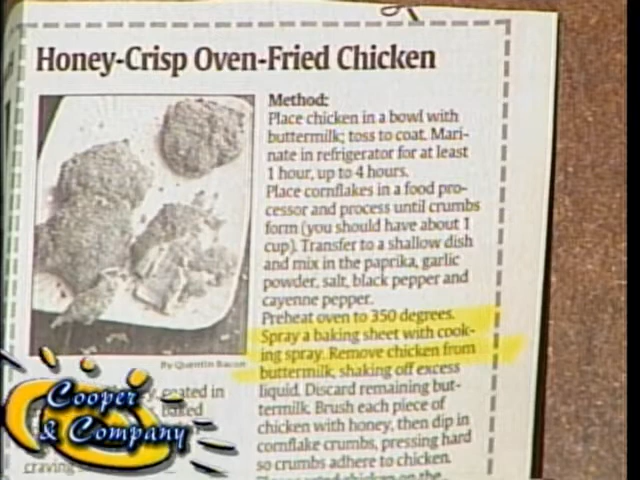 Honey-Crisp Oven-Fried Chicken
By Quentin Bacon
coated in
baked
craving
Method:
Place chicken in a bowl with
buttermilk; toss to coat. Mari-
nate in refrigerator for at least
1 hour, up to 4 hours.
Place cornflakes in a food pro-
cessor and process until crumbs
form (you should have about 1
cup). Transfer to a shallow dish
and mix in the paprika, garlic
powder, salt, black pepper and
cayenne pepper.
Preheat oven to 350 degrees.
Spray a baking sheet with cook-
ing spray. Remove chicken from
buttermilk, shaking off excess
liquid. Discard remaining but-
termilk. Brush each piece of
chicken with honey, then dip in
cornflake crumbs, pressing hard
so crumbs adhere to chicken.
Cooper
& Company